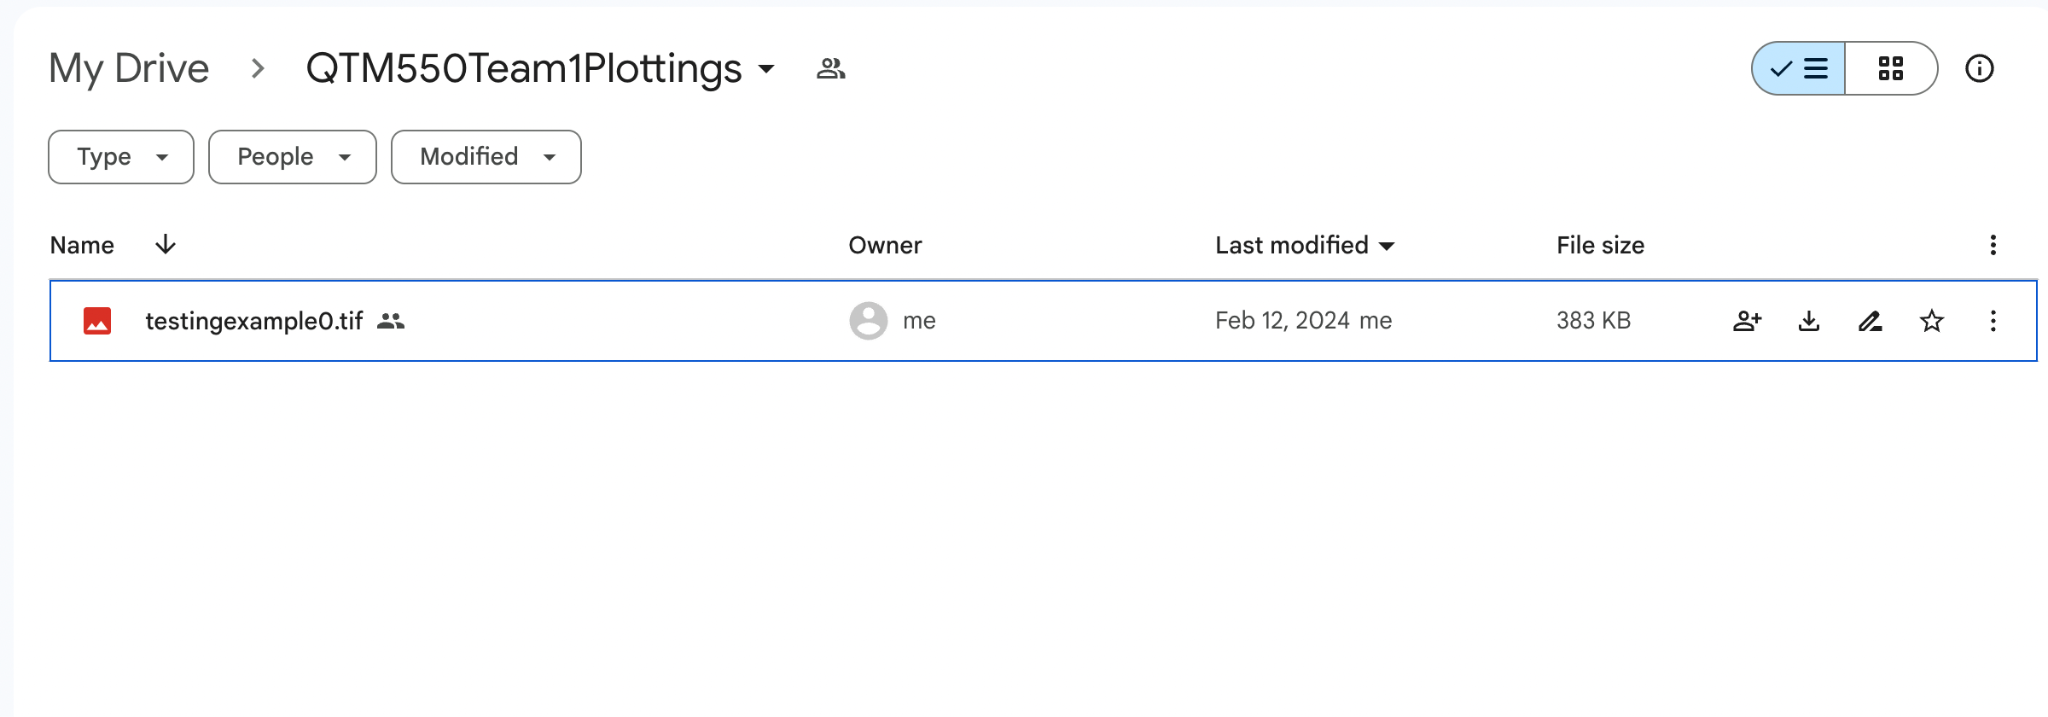 My Drive > QTM550Team1Plottings
Type People Modified
Name Owner Last modified File size
testingexample0.tif me Feb 12, 2024 me 383 KB